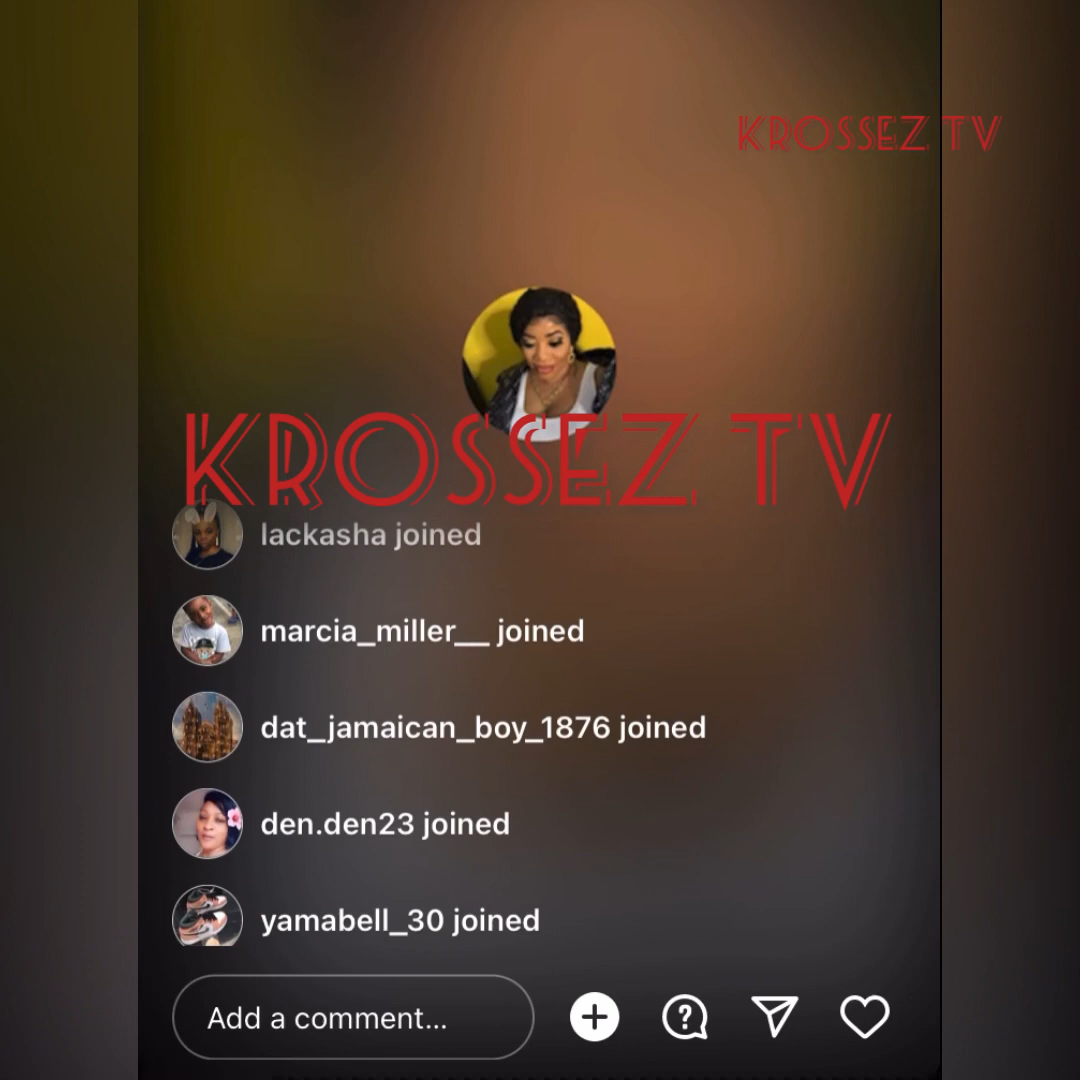 KROSSEZ TV
KROSSEZ TV
lackasha joined
marcia_miller__ joined
dat_jamaican_boy_1876 joined
den.den23 joined
yamabell_30 joined
Add a comment...